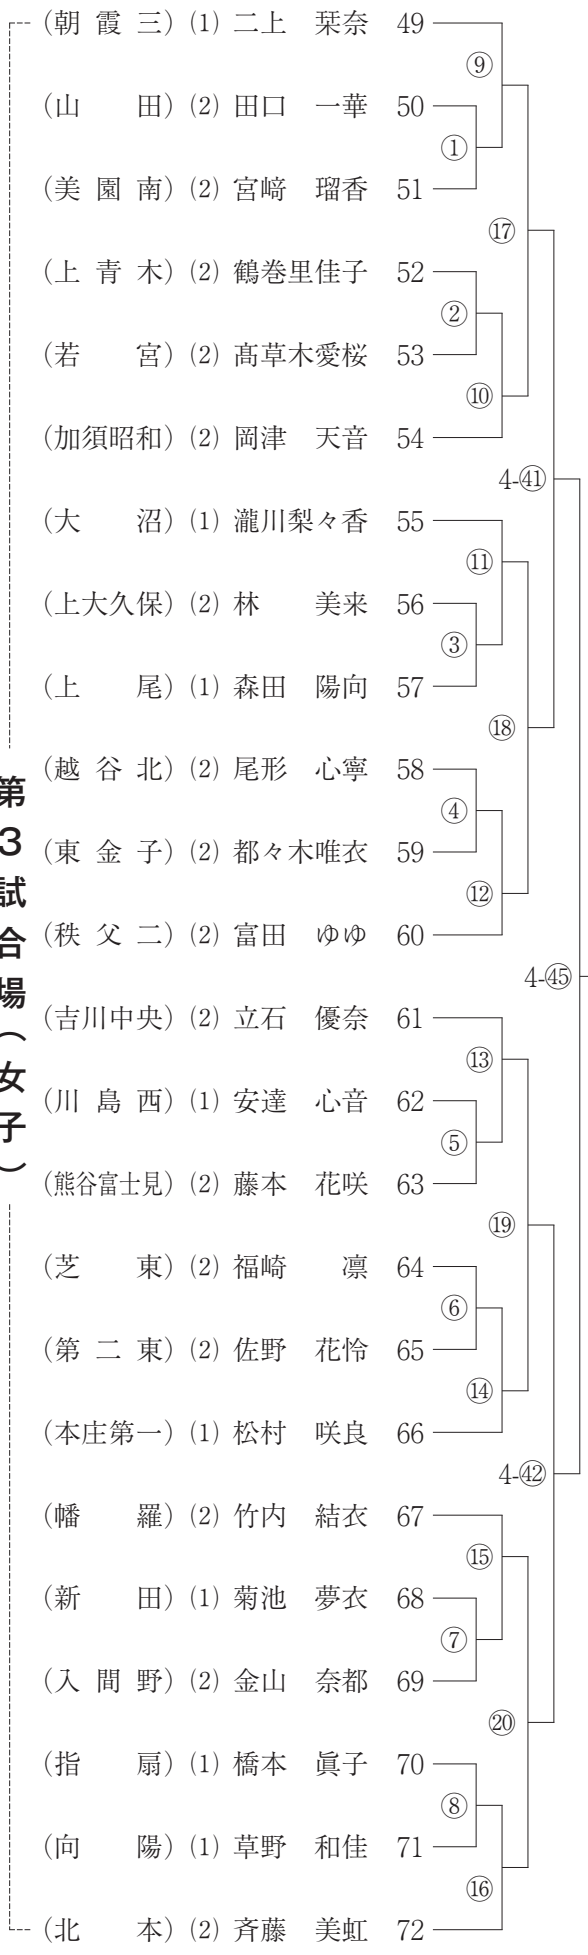 第3試合場（女子）
（朝霞三）(1) 二上　栞奈　49
⑨
（山　田）(2) 田口　一華　50
①
（美園南）(2) 宮﨑　瑠香　51
⑰
（上青木）(2) 鶴巻里佳子　52
②
（若　宮）(2) 髙草木愛桜　53
⑩
（加須昭和）(2) 岡津　天音　54
4-㊶
（大　沼）(1) 瀧川梨々香　55
⑪
（上大久保）(2) 林　美来　56
③
（上　尾）(1) 森田　陽向　57
⑱
（越谷北）(2) 尾形　心寧　58
④
（東金子）(2) 都々木唯衣　59
⑫
（秩父二）(2) 富田　ゆゆ　60
4-㊺
（吉川中央）(2) 立石　優奈　61
⑬
（川島西）(1) 安達　心音　62
⑤
（熊谷富士見）(2) 藤本　花咲　63
⑲
（芝　東）(2) 福崎　凛　64
⑥
（第二東）(2) 佐野　花怜　65
⑭
（本庄第一）(1) 松村　咲良　66
4-㊷
（幡　羅）(2) 竹内　結衣　67
⑮
（新　田）(1) 菊池　夢衣　68
⑦
（入間野）(2) 金山　奈都　69
⑳
（指　扇）(1) 橋本　眞子　70
⑧
（向　陽）(1) 草野　和佳　71
⑯
（北　本）(2) 斉藤　美虹　72